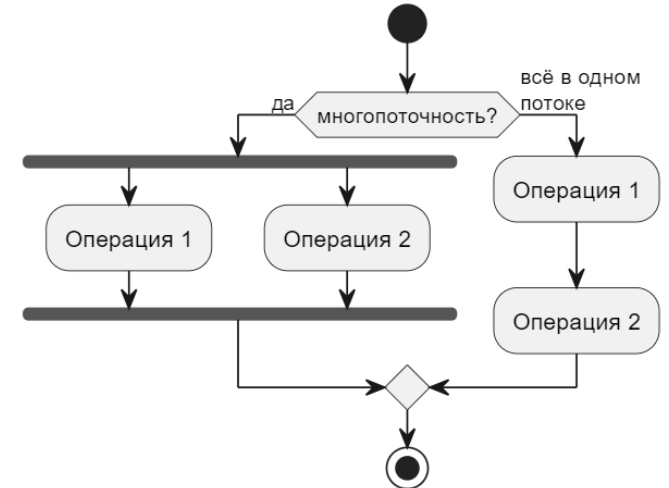 всё в одном
потоке
да
многопоточность?
Операция 1
Операция 1
Операция 2
Операция 2